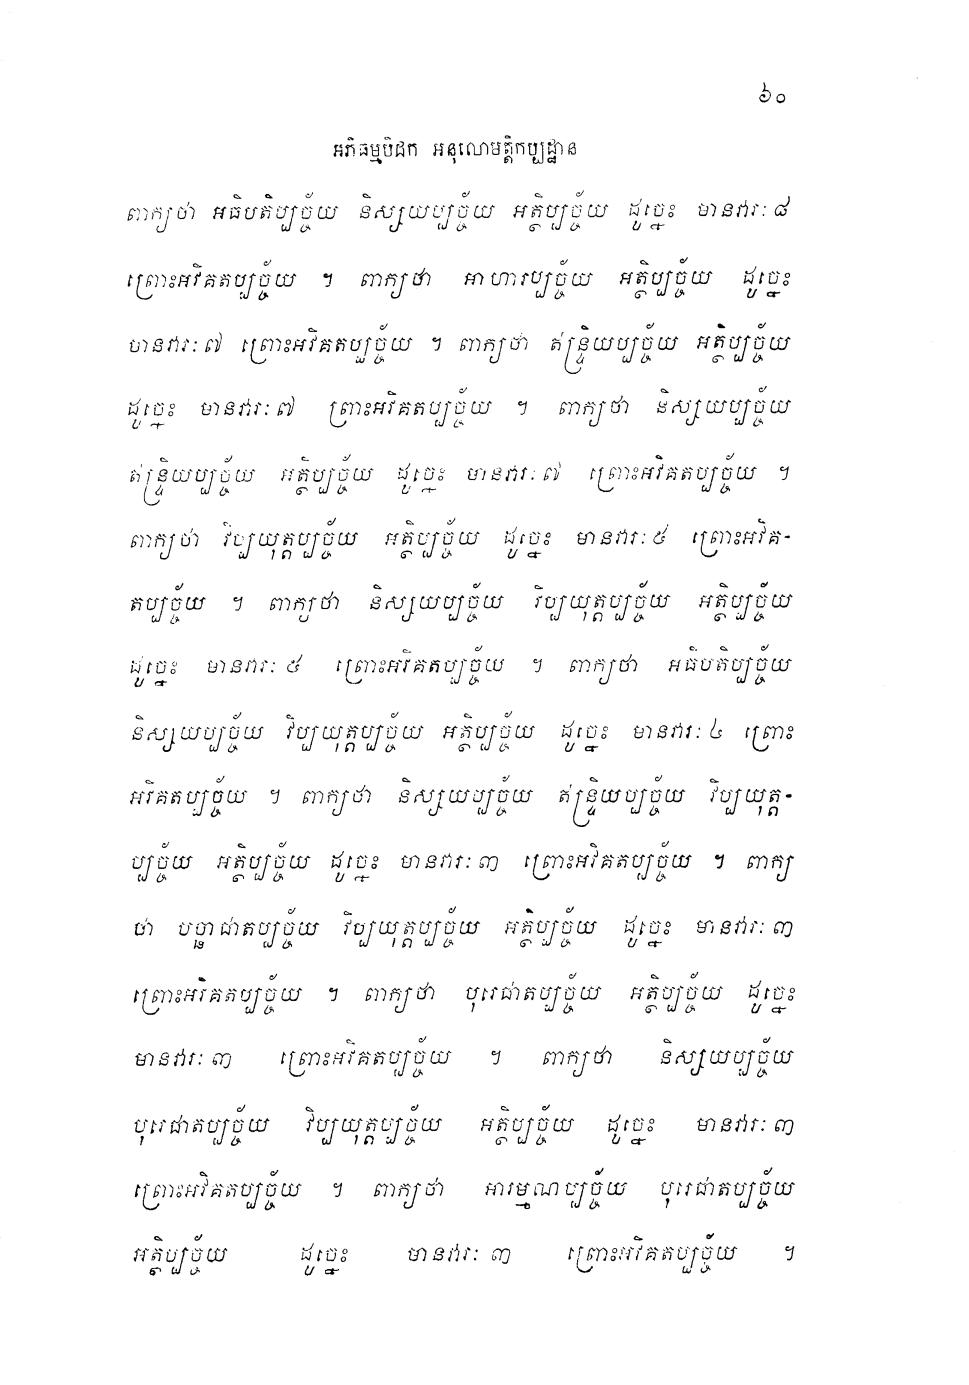 ៦០
អភិធម្មបិដក អនុលោមត្តិកប្បដ្ឋាន
ពាក្យថា អធិបតិប្បច្ច័យ និស្សយប្បច្ច័យ អត្ថិប្បច្ច័យ ដូច្នេះ មានវារៈ ៨
ព្រោះអវិគតប្បច្ច័យ ។ ពាក្យថា អាហារប្បច្ច័យ អត្ថិប្បច្ច័យ ដូច្នេះ
មានវារៈ ៧ ព្រោះអវិគតប្បច្ច័យ ។ ពាក្យថា ឥន្ទ្រិយប្បច្ច័យ អត្ថិប្បច្ច័យ
ដូច្នេះ មានវារៈ ៧ ព្រោះអវិគតប្បច្ច័យ ។ ពាក្យថា និស្សយប្បច្ច័យ
ឥន្ទ្រិយប្បច្ច័យ អត្ថិប្បច្ច័យ ដូច្នេះ មានវារៈ ៧ ព្រោះអវិគតប្បច្ច័យ ។
ពាក្យថា វិប្បយុត្តប្បច្ច័យ អត្ថិប្បច្ច័យ ដូច្នេះ មានវារៈ ៥ ព្រោះអវិគ-
តប្បច្ច័យ ។ ពាក្យថា និស្សយប្បច្ច័យ វិប្បយុត្តប្បច្ច័យ អត្ថិប្បច្ច័យ
ដូច្នេះ មានវារៈ ៥ ព្រោះអវិគតប្បច្ច័យ ។ ពាក្យថា អធិបតិប្បច្ច័យ
និស្សយប្បច្ច័យ វិប្បយុត្តប្បច្ច័យ អត្ថិប្បច្ច័យ ដូច្នេះ មានវារៈ ៤ ព្រោះ
អវិគតប្បច្ច័យ ។ ពាក្យថា និស្សយប្បច្ច័យ ឥន្ទ្រិយប្បច្ច័យ វិប្បយុត្ត-
ប្បច្ច័យ អត្ថិប្បច្ច័យ ដូច្នេះ មានវារៈ ៣ ព្រោះអវិគតប្បច្ច័យ ។ ពាក្យ
ថា បច្ឆាជាតប្បច្ច័យ វិប្បយុត្តប្បច្ច័យ អត្ថិប្បច្ច័យ ដូច្នេះ មានវារៈ ៣
ព្រោះអវិគតប្បច្ច័យ ។ ពាក្យថា បុរេជាតប្បច្ច័យ អត្ថិប្បច្ច័យ ដូច្នេះ
មានវារៈ ៣ ព្រោះអវិគតប្បច្ច័យ ។ ពាក្យថា និស្សយប្បច្ច័យ
បុរេជាតប្បច្ច័យ វិប្បយុត្តប្បច្ច័យ អត្ថិប្បច្ច័យ ដូច្នេះ មានវារៈ ៣
ព្រោះអវិគតប្បច្ច័យ ។ ពាក្យថា អារម្មណប្បច្ច័យ បុរេជាតប្បច្ច័យ
អត្ថិប្បច្ច័យ ដូច្នេះ មានវារៈ ៣ ព្រោះអវិគតប្បច្ច័យ ។